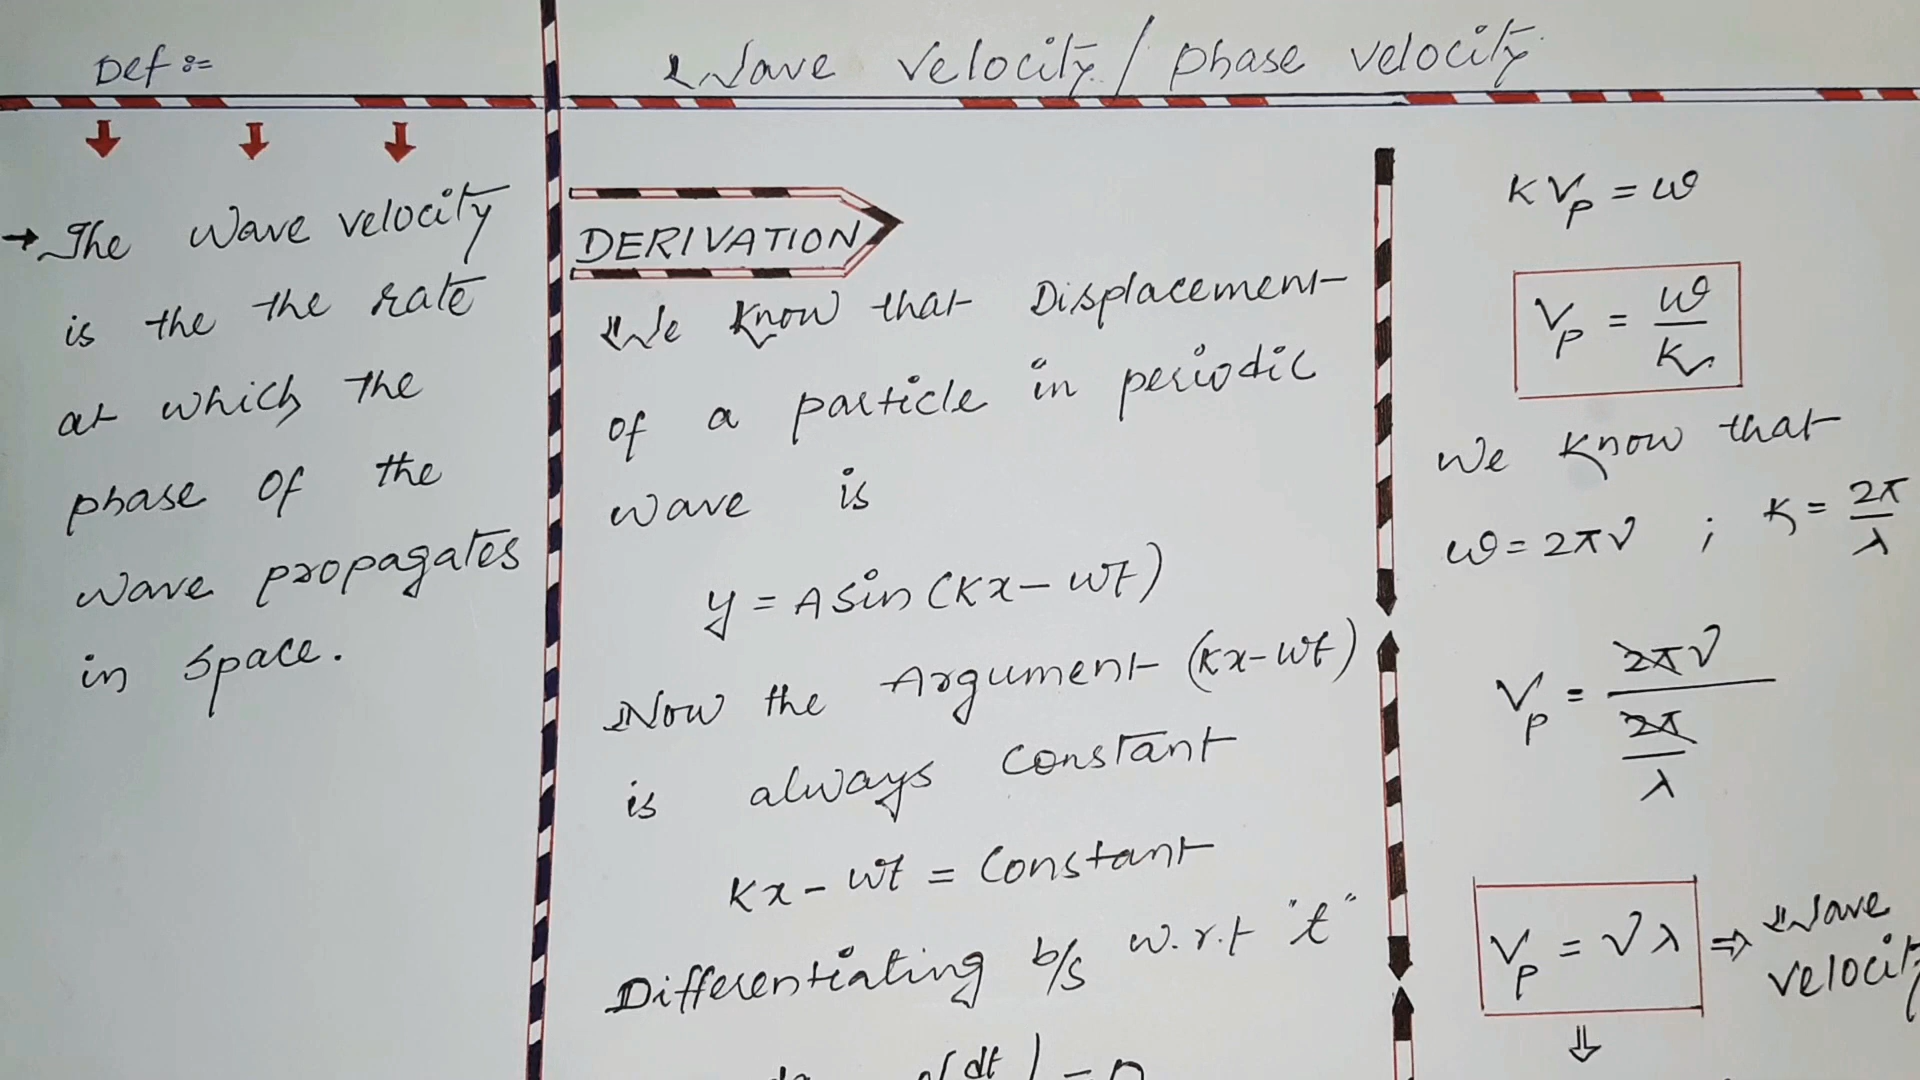 Def :=
Wave velocity / phase velocity
→ The wave velocity
is the the rate
at which the
phase of the
wave propagates
in space.
DERIVATION
We know that Displacement
of a particle in periodic
wave is
y = A sin (Kx - ωt)
Now the Argument (Kx - ωt)
is always constant
Kx - ωt = Constant
Differentiating b/s w.r.t "t"
K Vp = ω
Vp = ω/K
We know that
ω = 2πν ; K = 2π/λ
Vp = 2πν / (2π/λ)
Vp = νλ ⇒ Wave
velocity